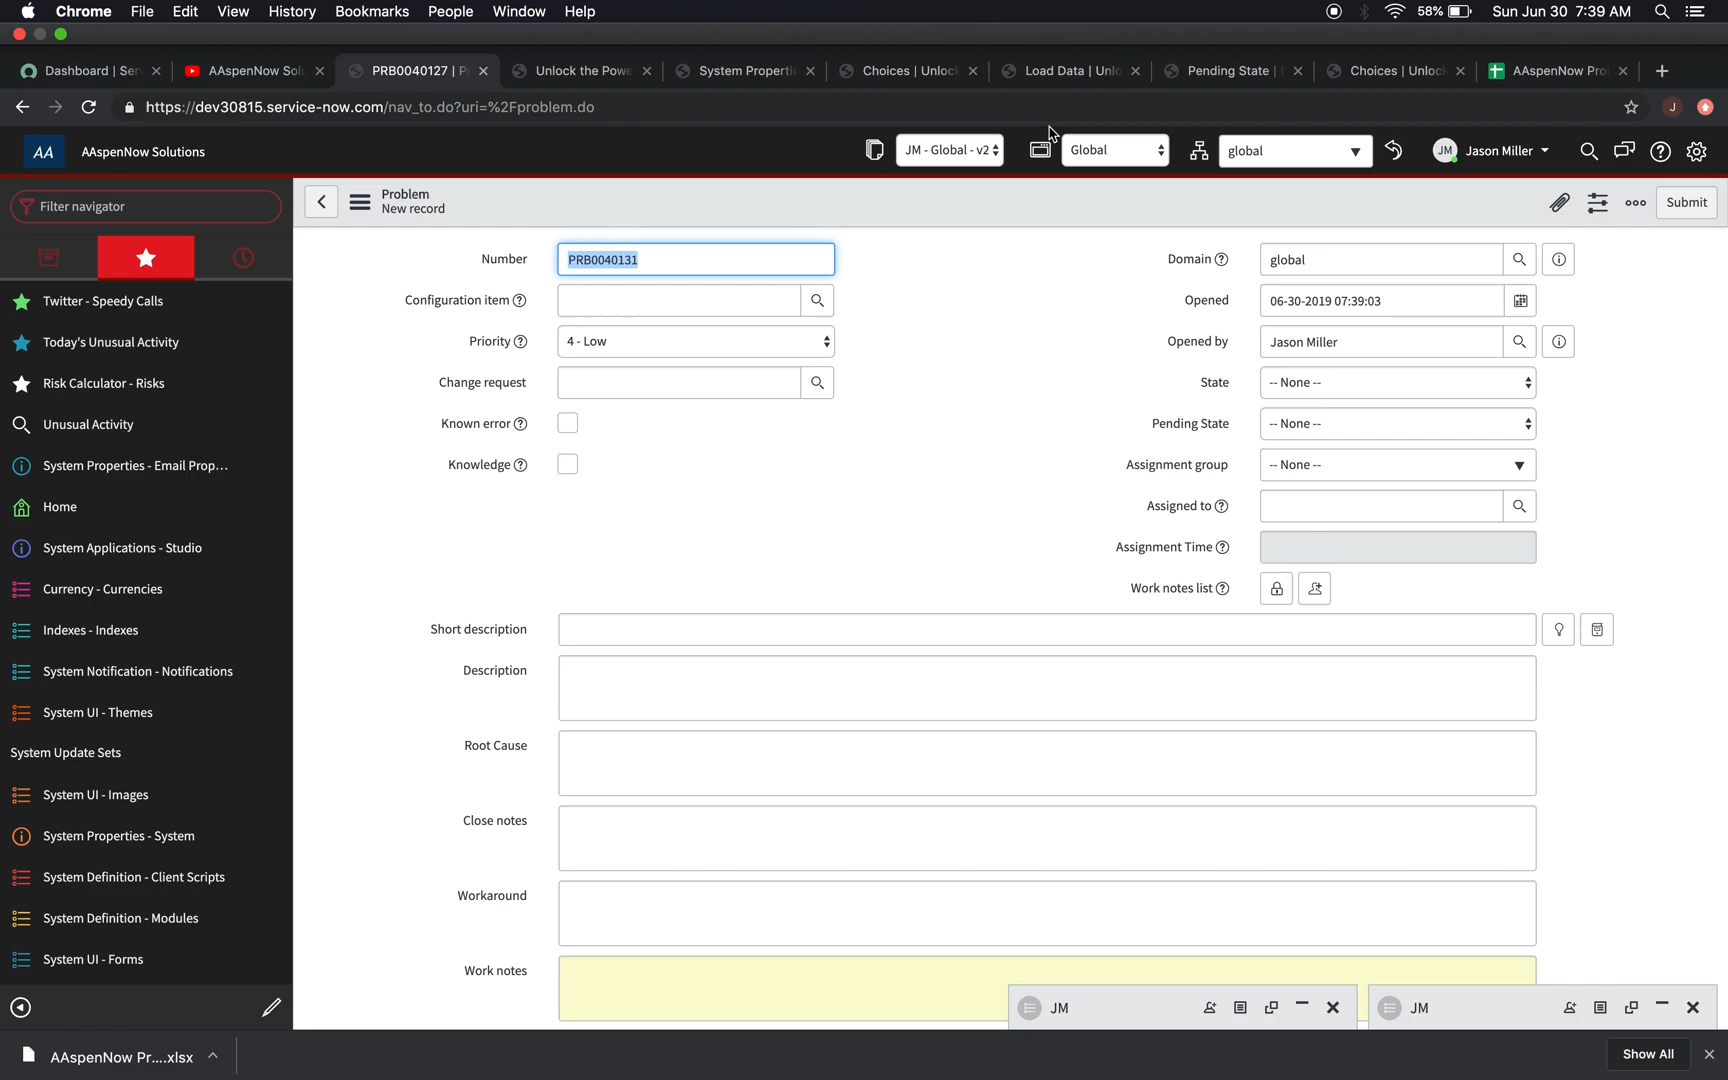 Chrome File Edit View History Bookmarks People Window Help 58% Sun Jun 30 7:39 AM
Dashboard | Ser AAspenNow Sol PRB0040127 | P Unlock the Powe System Properti Choices | Unloc Load Data | Unlo Pending State | Choices | Unloc AAspenNow Pro
https://dev30815.service-now.com/nav_to.do?uri=%2Fproblem.do J
AA AAspenNow Solutions JM - Global - v2 Global global JM Jason Miller
Filter navigator
Problem
New record
Submit
Twitter - Speedy Calls
Today's Unusual Activity
Risk Calculator - Risks
Unusual Activity
System Properties - Email Prop...
Home
System Applications - Studio
Currency - Currencies
Indexes - Indexes
System Notification - Notifications
System UI - Themes
System Update Sets
System UI - Images
System Properties - System
System Definition - Client Scripts
System Definition - Modules
System UI - Forms
Number PRB0040131
Configuration item
Priority 4 - Low
Change request
Known error
Knowledge
Domain global
Opened 06-30-2019 07:39:03
Opened by Jason Miller
State -- None --
Pending State -- None --
Assignment group -- None --
Assigned to
Assignment Time
Work notes list
Short description
Description
Root Cause
Close notes
Workaround
Work notes
JM JM
AAspenNow Pr....xlsx Show All